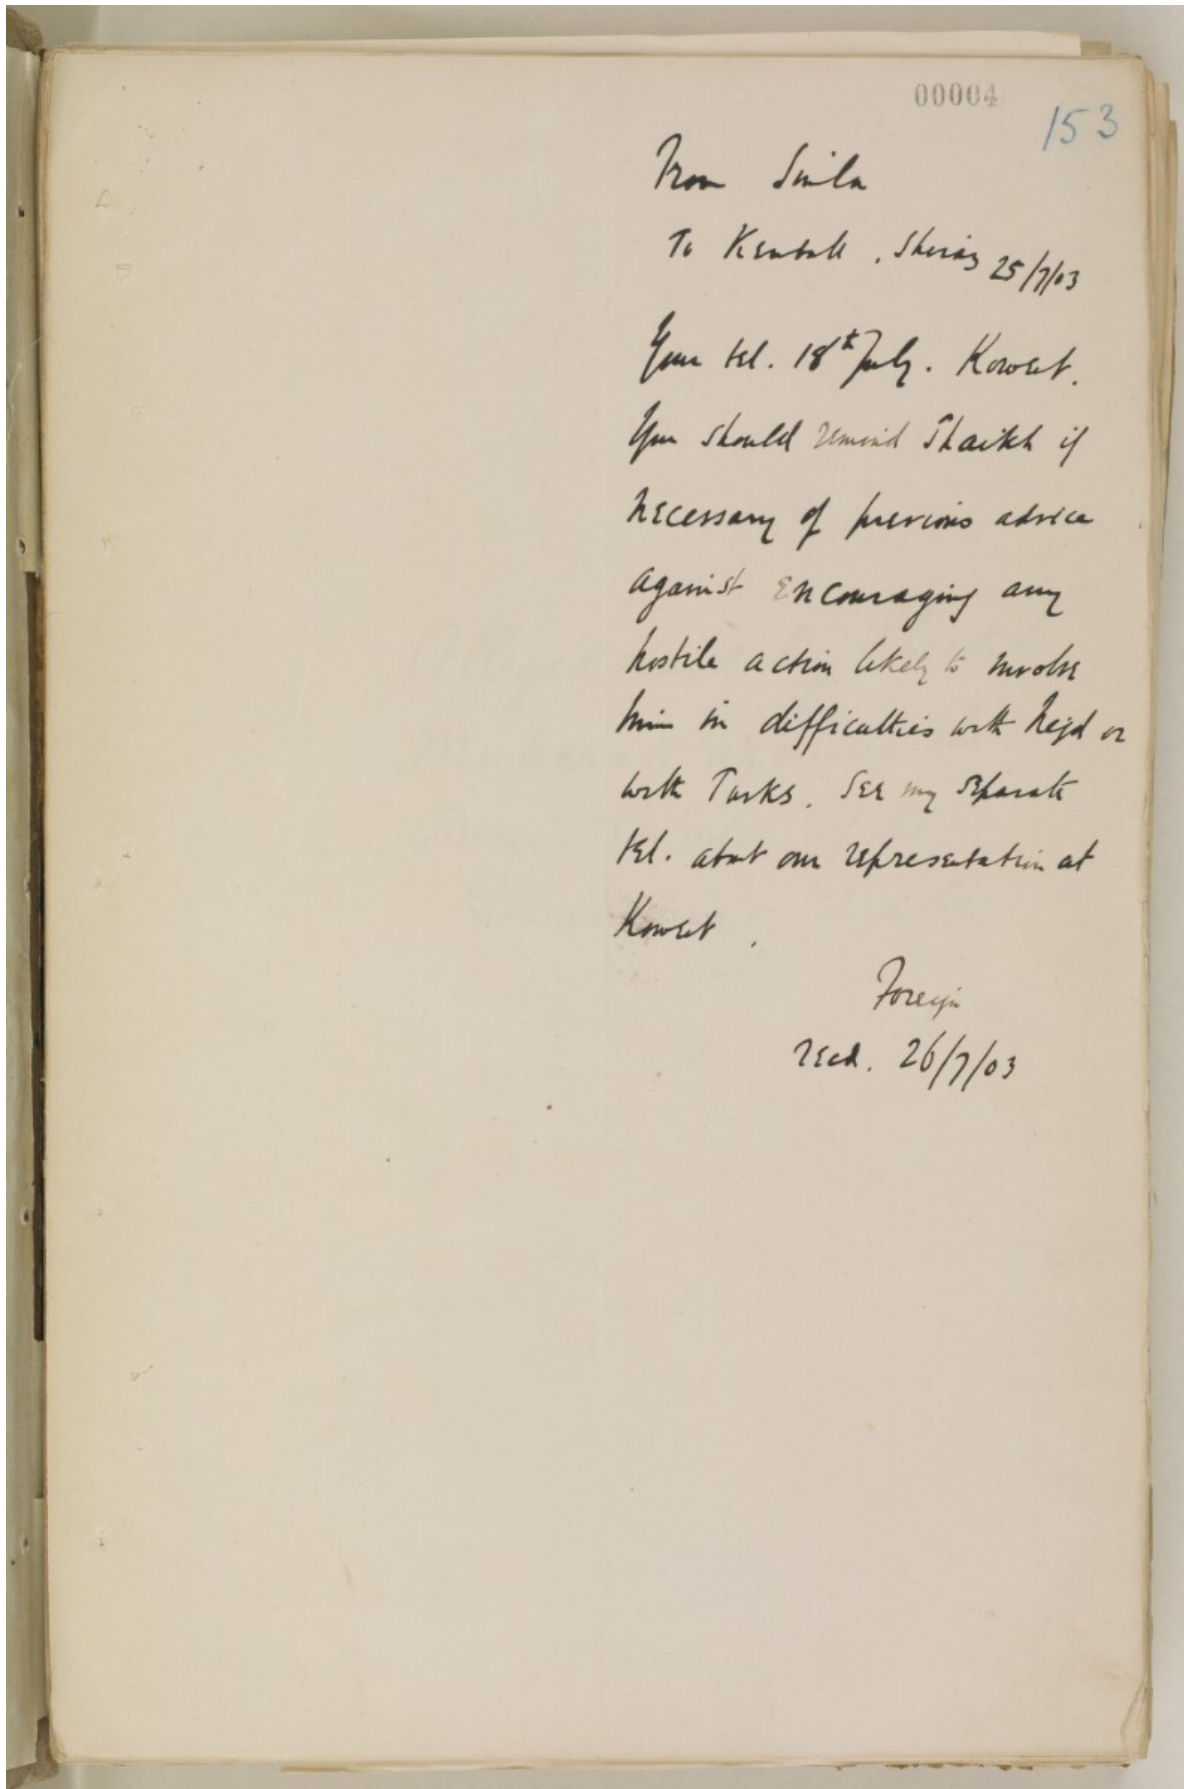 00004
153
From Simla
To Kemball, Shiraz 25/7/03
Your tel. 18th July. Koweit.
You should remind Shaikh if
necessary of previous advice
against encouraging any
hostile action likely to involve
him in difficulties with Nejd or
with Turks. See my separate
tel. about our representation at
Koweit.
Foreign
recd. 26/7/03